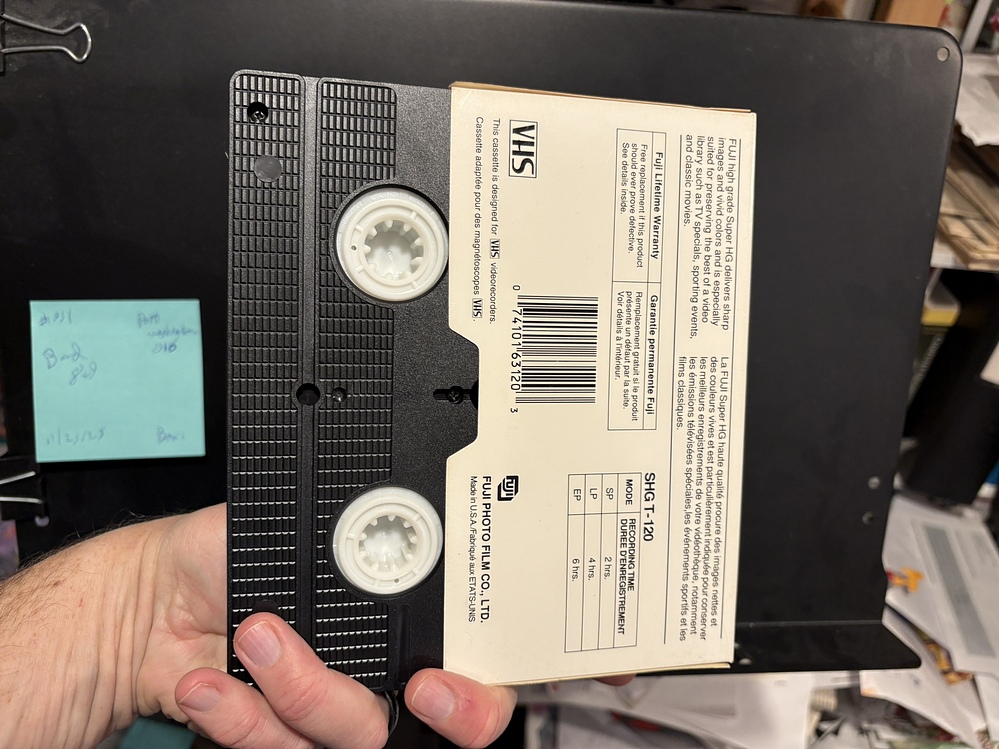 FUJI high grade Super HG delivers sharp
images and vivid colors and is especially
suited for preserving the best of a video
library such as TV specials, sporting events,
and classic movies.
La FUJI Super HG haute qualité procure des images nettes et
des couleurs vives et est particulièrement indiquée pour conserver
les meilleurs enregistrements de votre vidéothèque, notamment
les émissions télévisées spéciales,les événements sportifs et les
films classiques.
Fuji Lifetime Warranty
Free replacement if this product
should ever prove defective.
See details inside.
Garantie permanente Fuji
Remplacement gratuit si le produit
présente un défaut par la suite.
Voir détails à l'intérieur.
SHG T-120
MODE
RECORDING TIME
DURÉE D'ENREGISTREMENT
SP 2 hrs.
LP 4 hrs.
EP 6 hrs.
VHS
This cassette is designed for VHS videorecorders.
Cassette adaptée pour des magnétoscopes VHS.
0 74101 63120 3
FUJI
FUJI PHOTO FILM CO., LTD.
Made in U.S.A./Fabriqué aux ETATS-UNIS
11/23/25